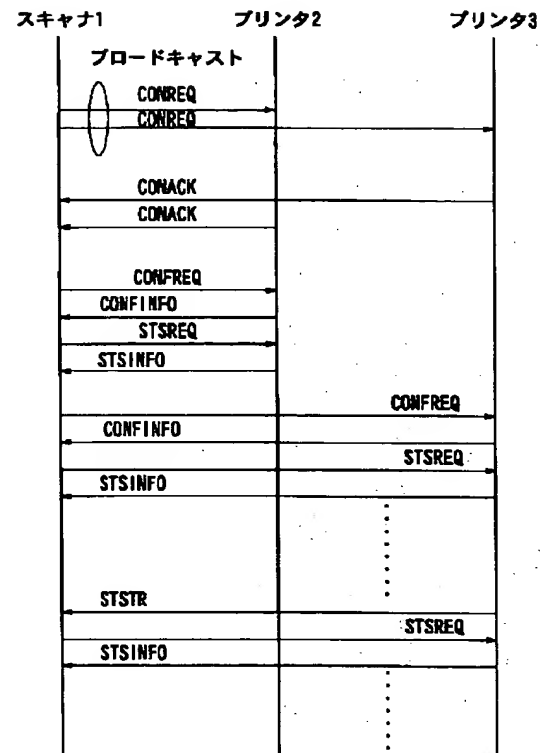 スキャナ1 プリンタ2 プリンタ3
ブロードキャスト
CONREQ
CONREQ
CONACK
CONACK
CONFREQ
CONFINFO
STSREQ
STSINFO
CONFREQ
CONFINFO
STSREQ
STSINFO
STSTR
STSREQ
STSINFO